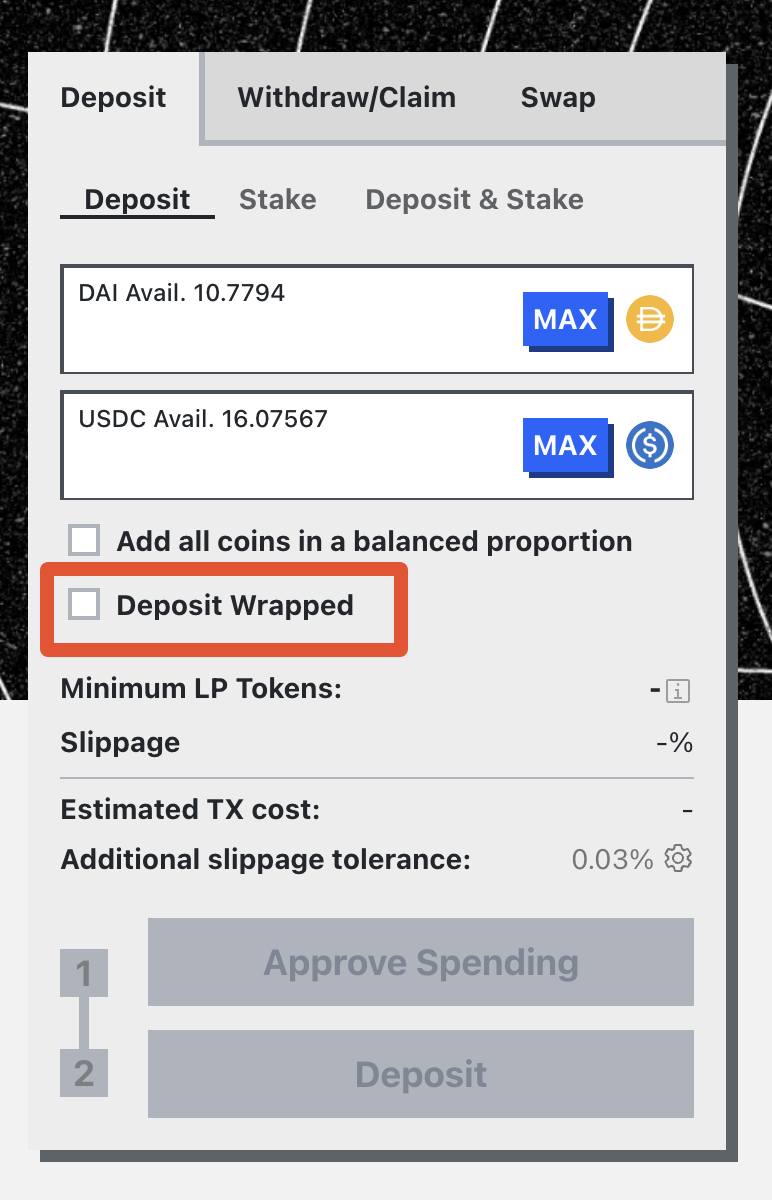 Deposit Withdraw/Claim Swap
Deposit Stake Deposit & Stake
DAI Avail. 10.7794
MAX
USDC Avail. 16.07567
MAX
Add all coins in a balanced proportion
Deposit Wrapped
Minimum LP Tokens: -
Slippage -%
Estimated TX cost: -
Additional slippage tolerance: 0.03%
1 Approve Spending
2 Deposit